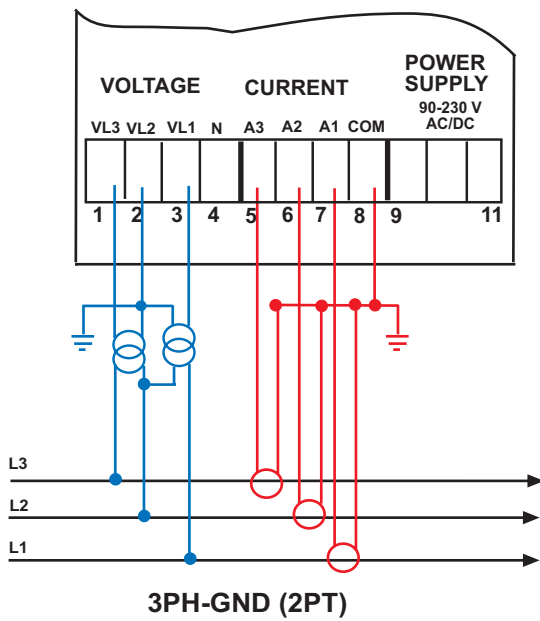 POWER
SUPPLY
VOLTAGE CURRENT
90-230 V
AC/DC
VL3 VL2 VL1 N A3 A2 A1 COM
1 2 3 4 5 6 7 8 9 11
L3
L2
L1
3PH-GND (2PT)